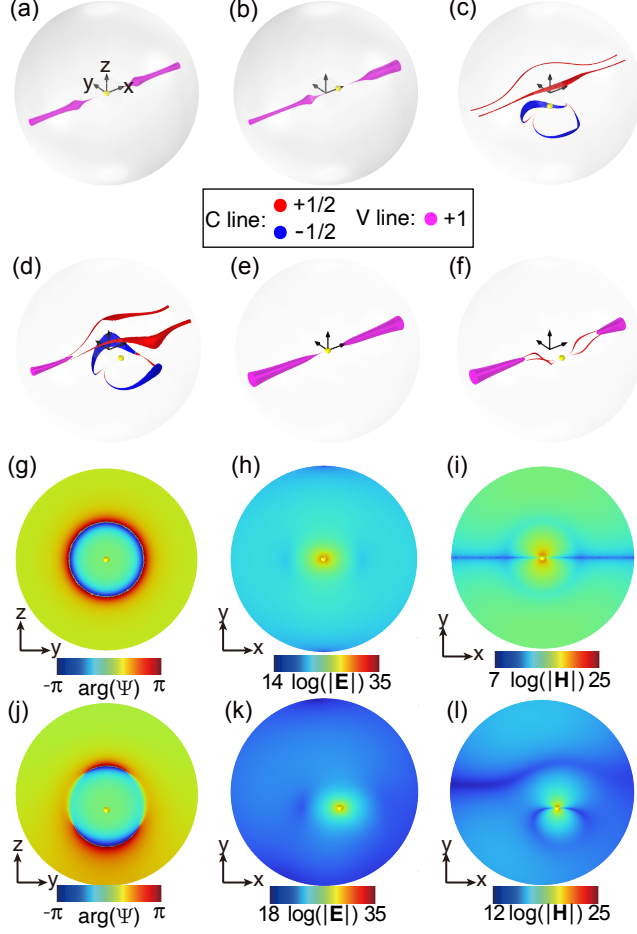 (a) (b) (c)
z
y x
C line: +1/2 V line: +1
-1/2
(d) (e) (f)
(g) (h) (i)
z y y
y x x
-π arg(Ψ) π 14 log(|E|) 35 7 log(|H|) 25
(j) (k) (l)
z y y
y x x
-π arg(Ψ) π 18 log(|E|) 35 12 log(|H|) 25